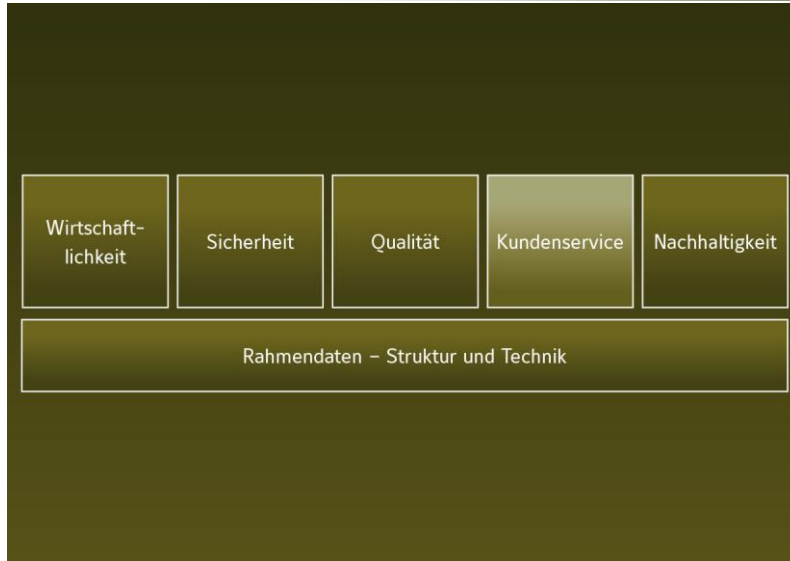 Wirtschaft-
lichkeit
Sicherheit
Qualität
Kundenservice
Nachhaltigkeit
Rahmendaten – Struktur und Technik